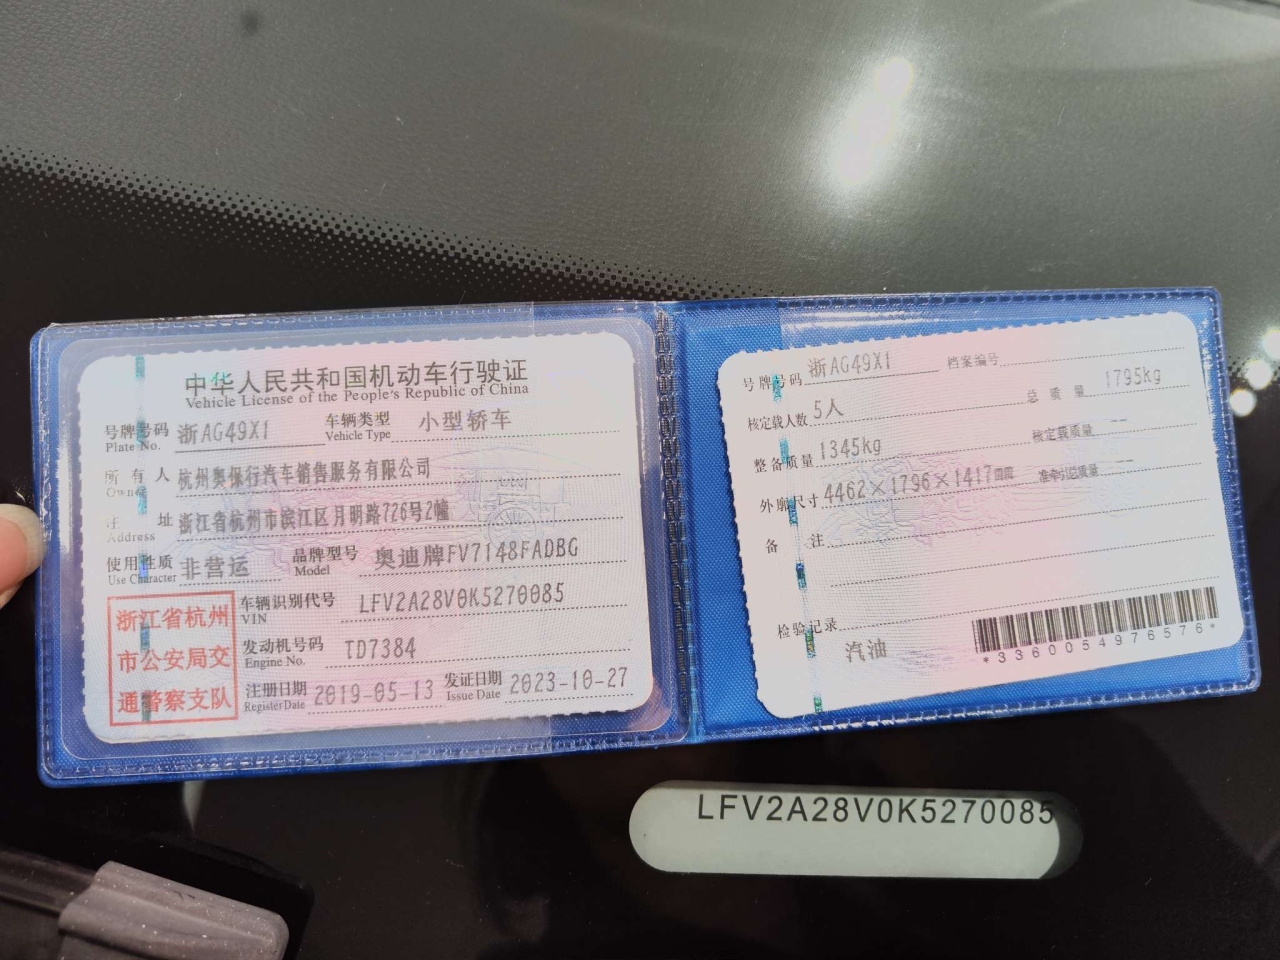 中华人民共和国机动车行驶证
Vehicle License of the People's Republic of China
号牌号码 浙AG49X1 车辆类型 小型轿车
Plate No. Vehicle Type
所有人 杭州奥保行汽车销售服务有限公司
Owner
住址 浙江省杭州市滨江区月明路726号2幢
Address
使用性质 非营运 品牌型号 奥迪牌FV7148FADBG
Use Character Model
浙江省杭州
市公安局交
通警察支队
车辆识别代号 LFV2A28V0K5270085
VIN
发动机号码 TD7384
Engine No.
注册日期 2019-05-13 发证日期 2023-10-27
Register Date Issue Date
号牌号码 浙AG49X1 档案编号
核定载人数 5人 总质量 1795kg
整备质量 1345kg 核定载质量 --
外廓尺寸 4462×1796×1417mm 准牵引总质量 --
备注
检验记录
汽油
*3360054976576*
LFV2A28V0K5270085